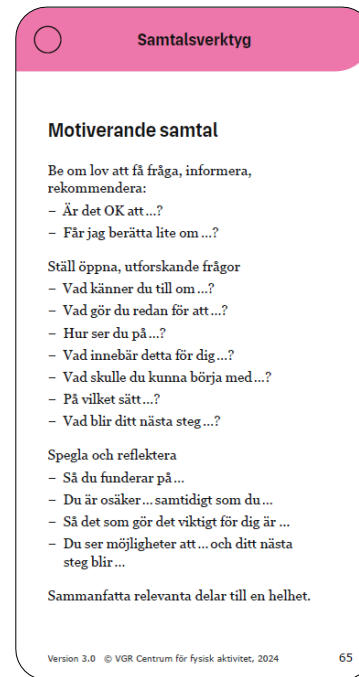 Samtalsverktyg
Motiverande samtal
Be om lov att få fråga, informera,
rekommendera:
– Är det OK att…?
– Får jag berätta lite om…?
Ställ öppna, utforskande frågor
– Vad känner du till om…?
– Vad gör du redan för att…?
– Hur ser du på…?
– Vad innebär detta för dig…?
– Vad skulle du kunna börja med…?
– På vilket sätt…?
– Vad blir ditt nästa steg…?
Spegla och reflektera
– Så du funderar på…
– Du är osäker… samtidigt som du…
– Så det som gör det viktigt för dig är …
– Du ser möjligheter att… och ditt nästa
steg blir…
Sammanfatta relevanta delar till en helhet.
Version 3.0 © VGR Centrum för fysisk aktivitet, 2024 65